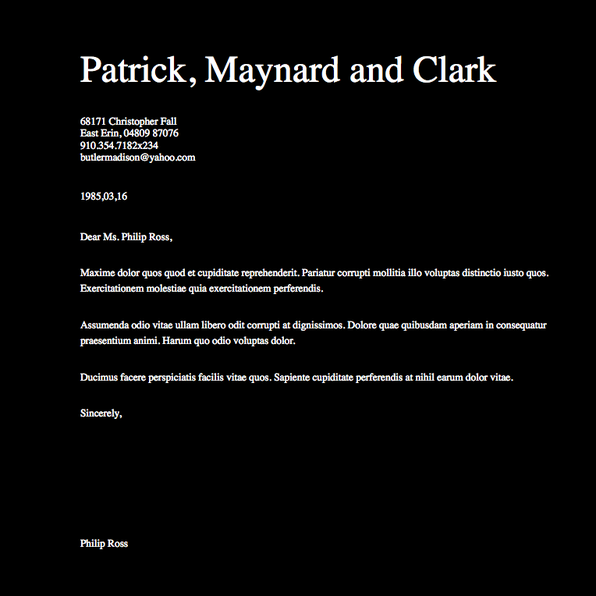 Patrick, Maynard and Clark
68171 Christopher Fall
East Erin, 04809 87076
910.354.7182x234
butlermadison@yahoo.com
1985,03,16
Dear Ms. Philip Ross,
Maxime dolor quos quod et cupiditate reprehenderit. Pariatur corrupti mollitia illo voluptas distinctio iusto quos.
Exercitationem molestiae quia exercitationem perferendis.
Assumenda odio vitae ullam libero odit corrupti at dignissimos. Dolore quae quibusdam aperiam in consequatur
praesentium animi. Harum quo odio voluptas dolor.
Ducimus facere perspiciatis facilis vitae quos. Sapiente cupiditate perferendis at nihil earum dolor vitae.
Sincerely,
Philip Ross